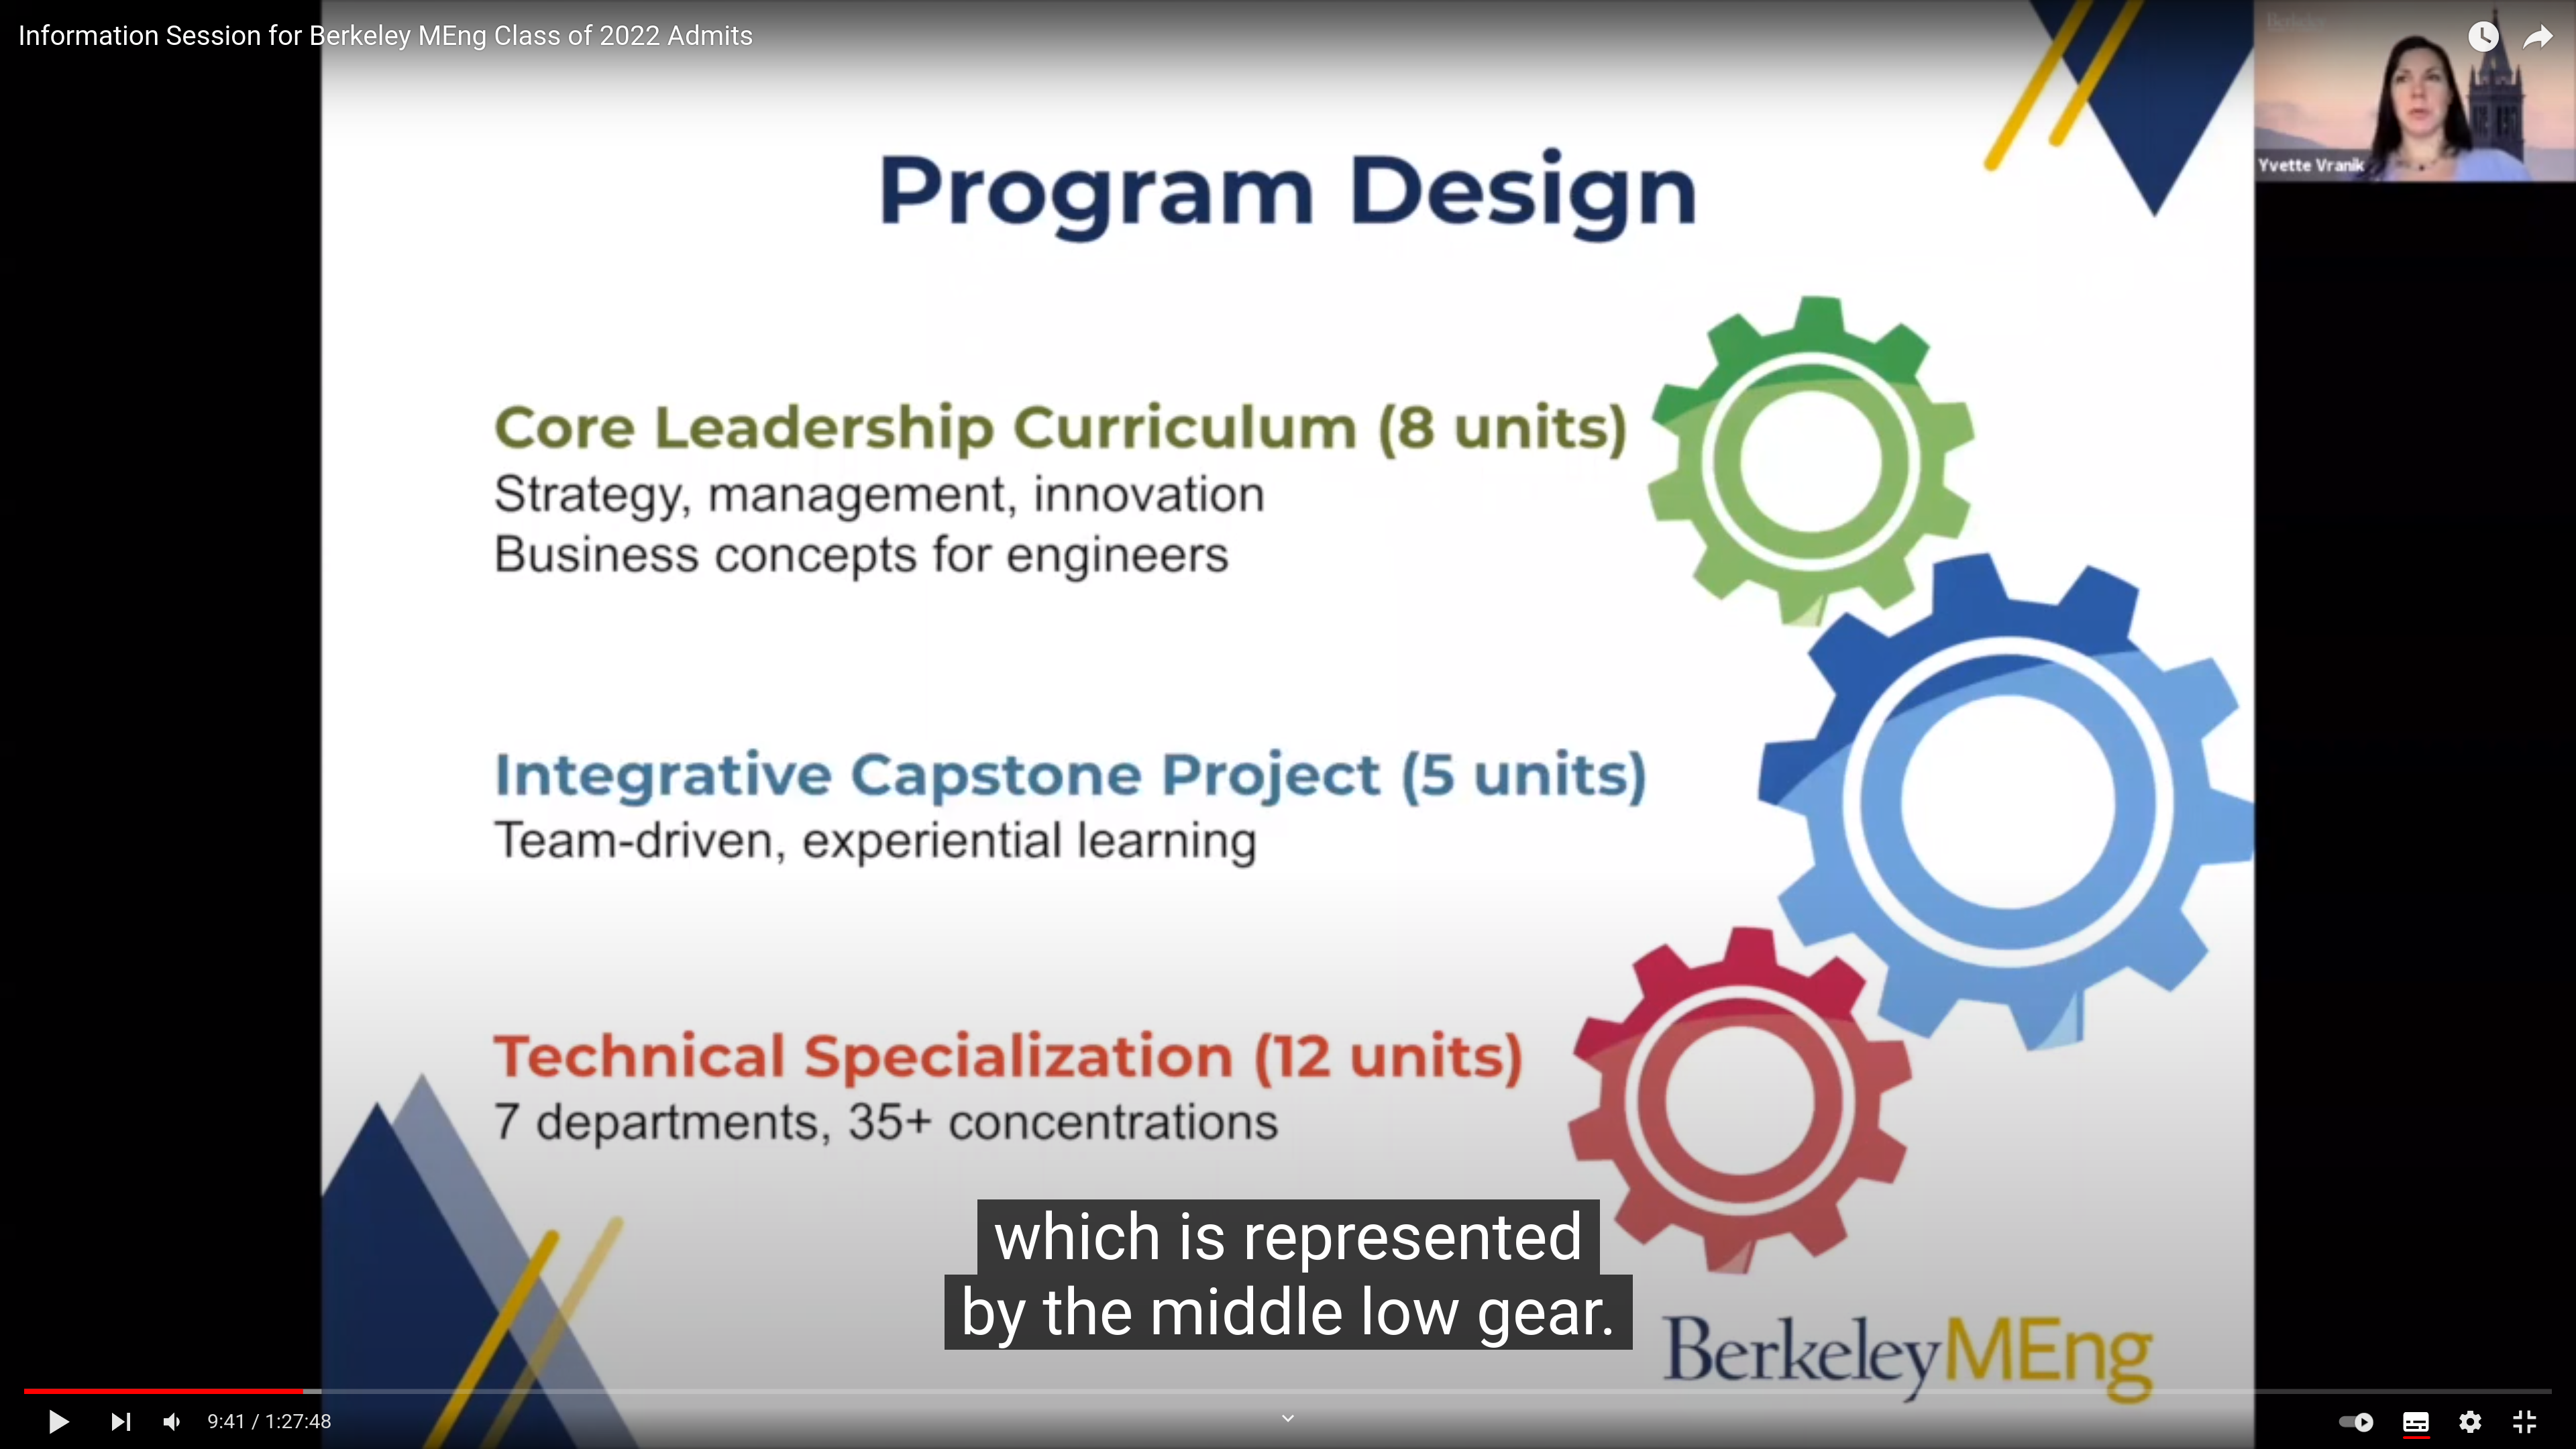 Information Session for Berkeley MEng Class of 2022 Admits
Berkeley
Yvette Vranik
Program Design
Core Leadership Curriculum (8 units)
Strategy, management, innovation
Business concepts for engineers
Integrative Capstone Project (5 units)
Team-driven, experiential learning
Technical Specialization (12 units)
7 departments, 35+ concentrations
which is represented
by the middle low gear.
BerkeleyMEng
9:41 / 1:27:48